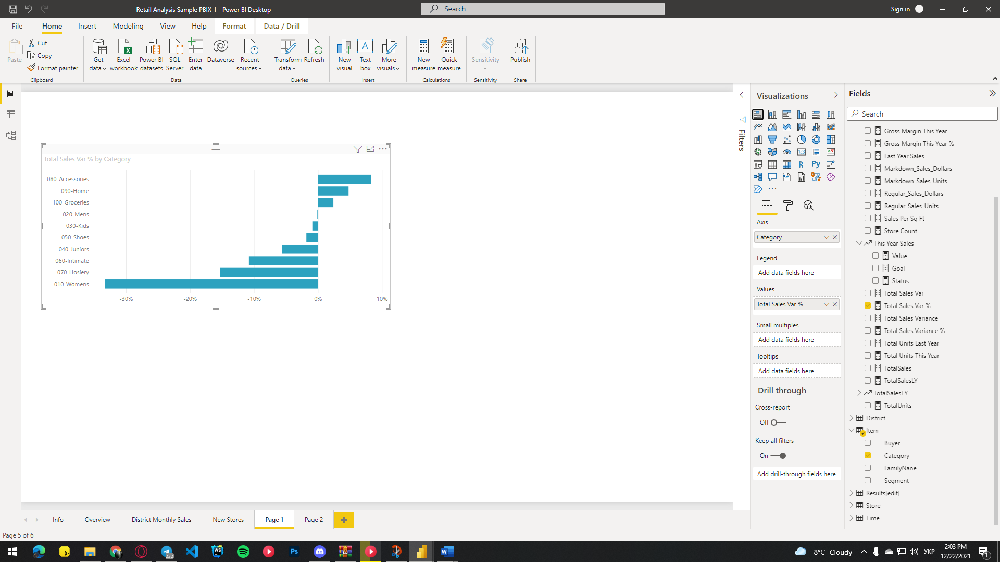 Retail Analysis Sample PBIX 1 - Power BI Desktop
Search
Sign in
File
Home
Insert
Modeling
View
Help
Format
Data / Drill
Paste
Cut
Copy
Format painter
Clipboard
Get data
Excel workbook
Power BI datasets
SQL Server
Enter data
Dataverse
Recent sources
Data
Transform data
Refresh
Queries
New visual
Text box
More visuals
Insert
New measure
Quick measure
Calculations
Sensitivity
Sensitivity
Publish
Share
Total Sales Var % by Category
080-Accessories
090-Home
100-Groceries
020-Mens
030-Kids
050-Shoes
040-Juniors
060-Intimate
070-Hosiery
010-Womens
-30%
-20%
-10%
0%
10%
Filters
Visualizations
123
R
Py
Axis
Category
Legend
Add data fields here
Values
Total Sales Var %
Small multiples
Add data fields here
Tooltips
Add data fields here
Drill through
Cross-report
Off
Keep all filters
On
Add drill-through fields here
Fields
Search
Gross Margin This Year
Gross Margin This Year %
Last Year Sales
Markdown_Sales_Dollars
Markdown_Sales_Units
Regular_Sales_Dollars
Regular_Sales_Units
Sales Per Sq Ft
Store Count
This Year Sales
Value
Goal
Status
Total Sales Var
Total Sales Var %
Total Sales Variance
Total Sales Variance %
Total Units Last Year
Total Units This Year
TotalSales
TotalSalesLY
TotalSalesTY
TotalUnits
District
Item
Buyer
Category
FamilyNane
Segment
Results[edit]
Store
Time
Info
Overview
District Monthly Sales
New Stores
Page 1
Page 2
Page 5 of 6
232
WS
Ps
W
-8°C Cloudy
УКР
2:03 PM
12/22/2021
1